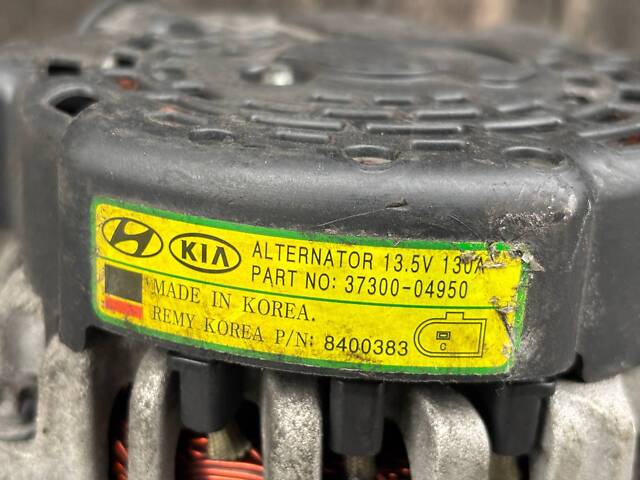 KIA ALTERNATOR 13.5V 130A
PART NO: 37300-04950
MADE IN KOREA.
REMY KOREA P/N: 8400383
C